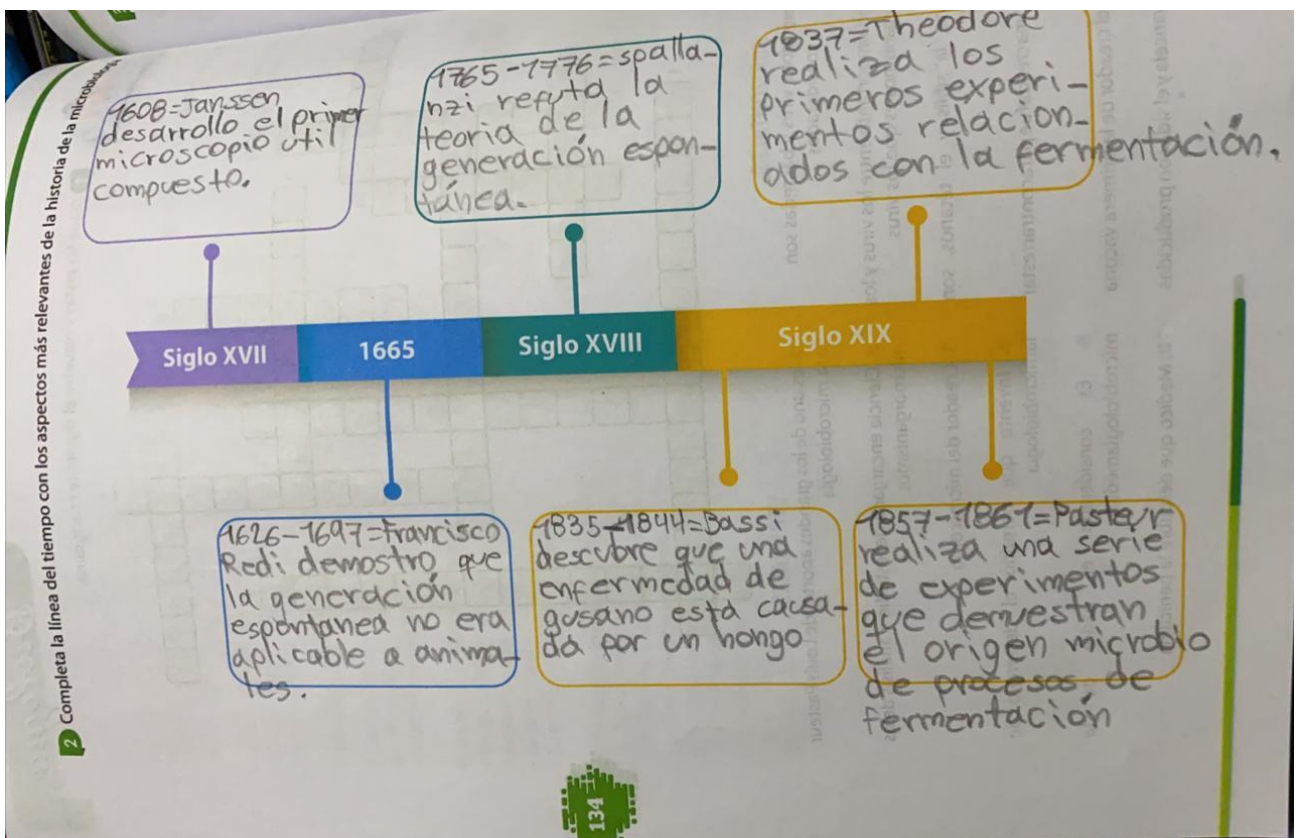 2 Completa la línea del tiempo con los aspectos más relevantes de la historia de la
1608=Janssen
desarrollo el primer
microscopio util
compuesto.
1765-1776=spalla-
nzi refuta la
teoria de la
generación espon-
tánea.
1837=Theodore
realiza los
primeros experi-
mentos relacion-
ados con la fermentación.
Siglo XVII
1665
Siglo XVIII
Siglo XIX
1626-1697=Francisco
Redi demostro que
la generación
espontanea no era
aplicable a anima-
les.
1835-1844=Bassi
descubre que una
enfermedad de
gusano está causa-
da por un hongo
1857-1861=Pasteur
realiza una serie
de experimentos
que demuestran
el origen microbio
de procesos de
fermentación
134